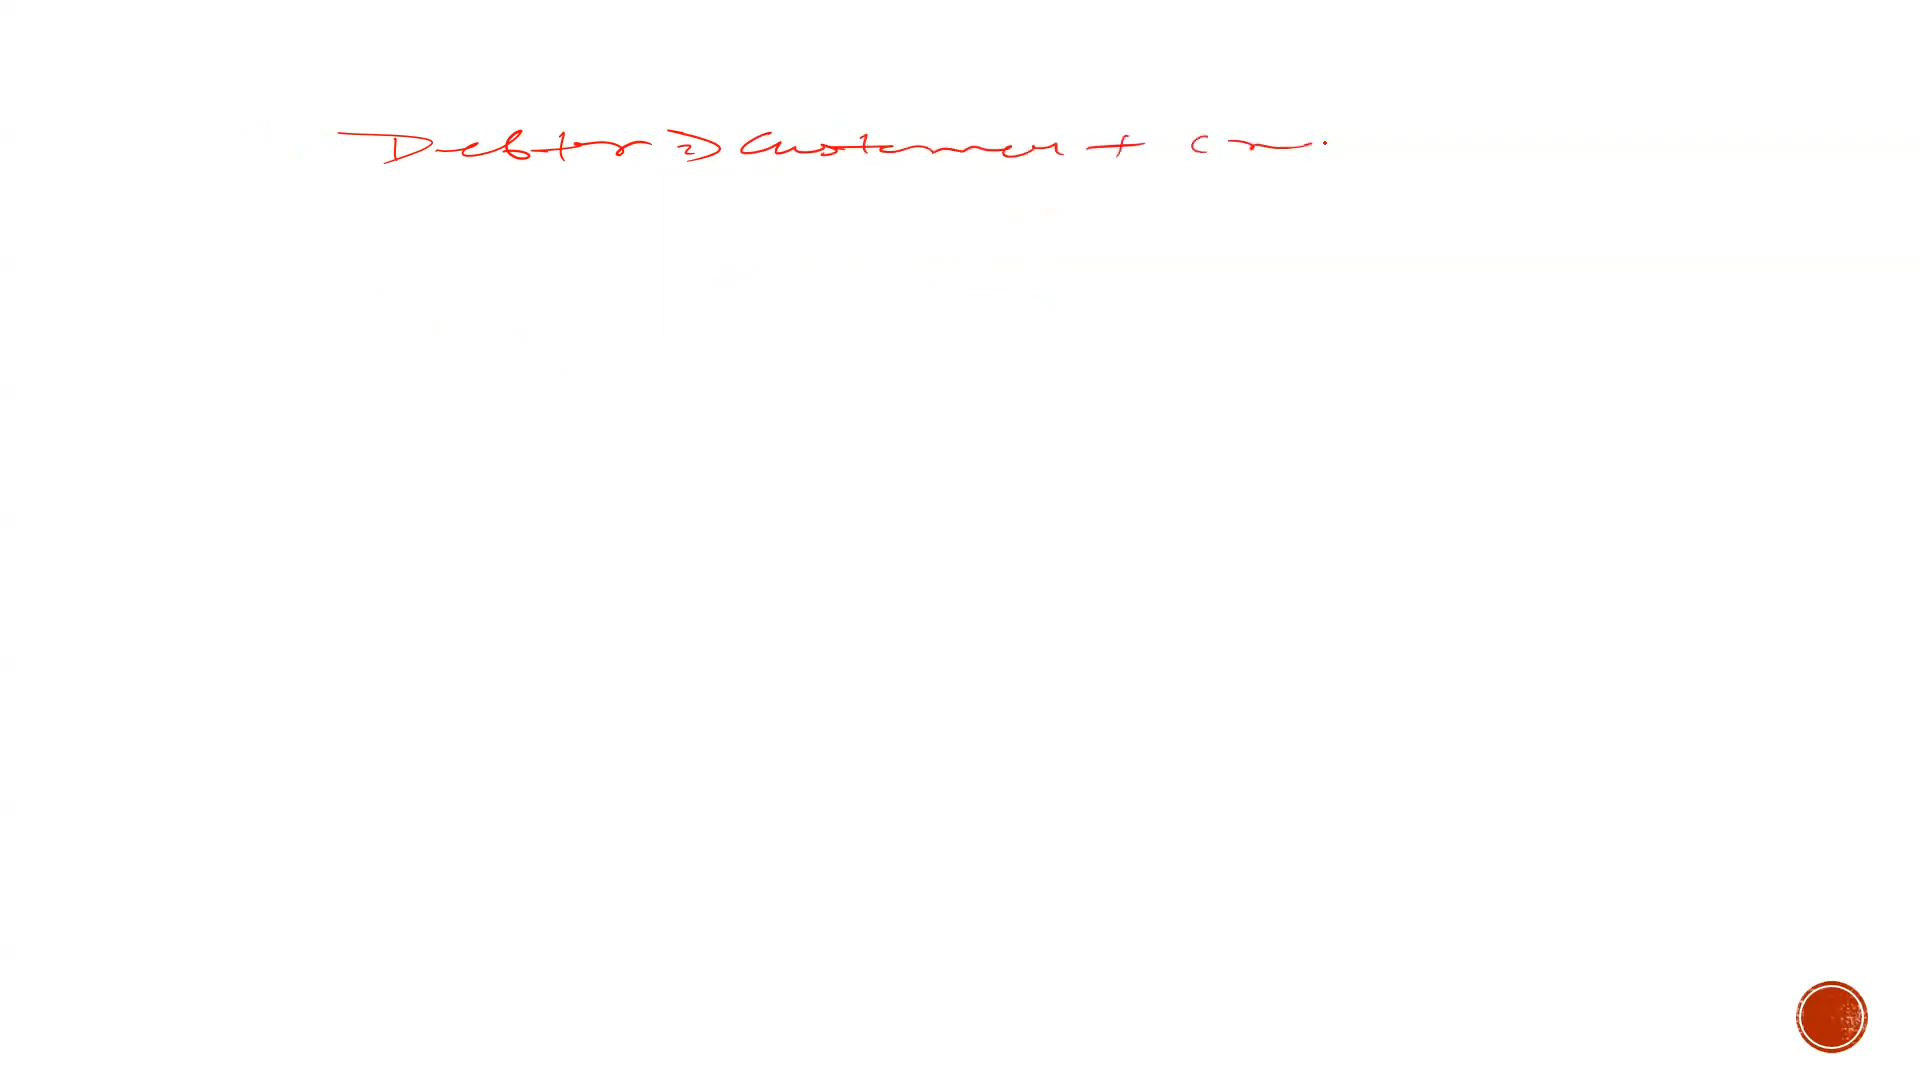 Debtor ⇒ Customer + cr.